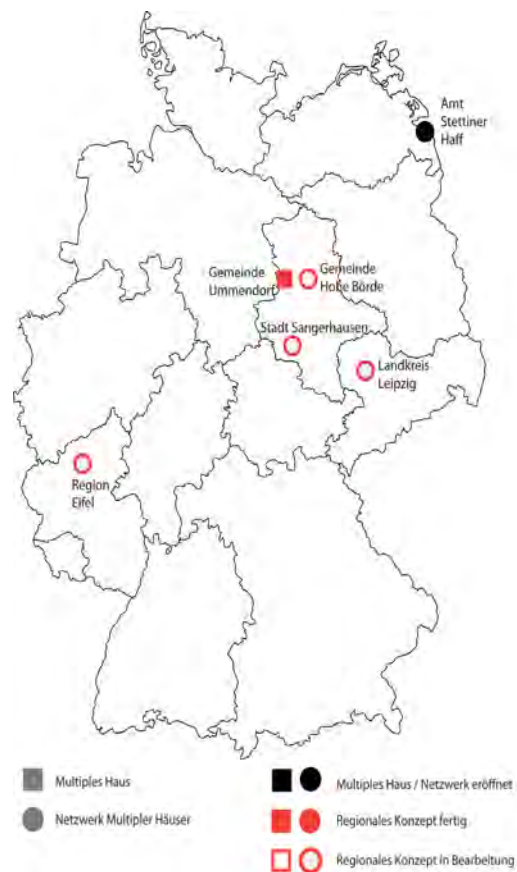 Amt
Stettiner
Haff
Gemeinde
Ummendorf
Gemeinde
Hohe Börde
Stadt Sangerhausen
Landkreis
Leipzig
Region
Eifel
Multiples Haus
Netzwerk Multipler Häuser
Multiples Haus / Netzwerk eröffnet
Regionales Konzept fertig
Regionales Konzept in Bearbeitung